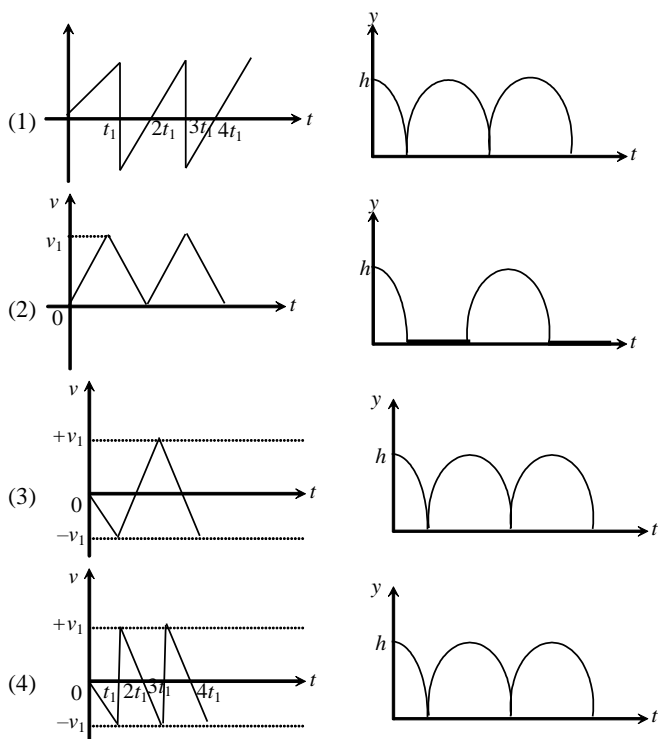 (1)
t₁ 2t₁ 3t₁ 4t₁ t
y
h
t
(2)
v
v₁
0
t
y
h
t
(3)
v
+v₁
0
−v₁
t
y
h
t
(4)
v
+v₁
0
−v₁
t₁ 2t₁ 3t₁ 4t₁ t
y
h
t